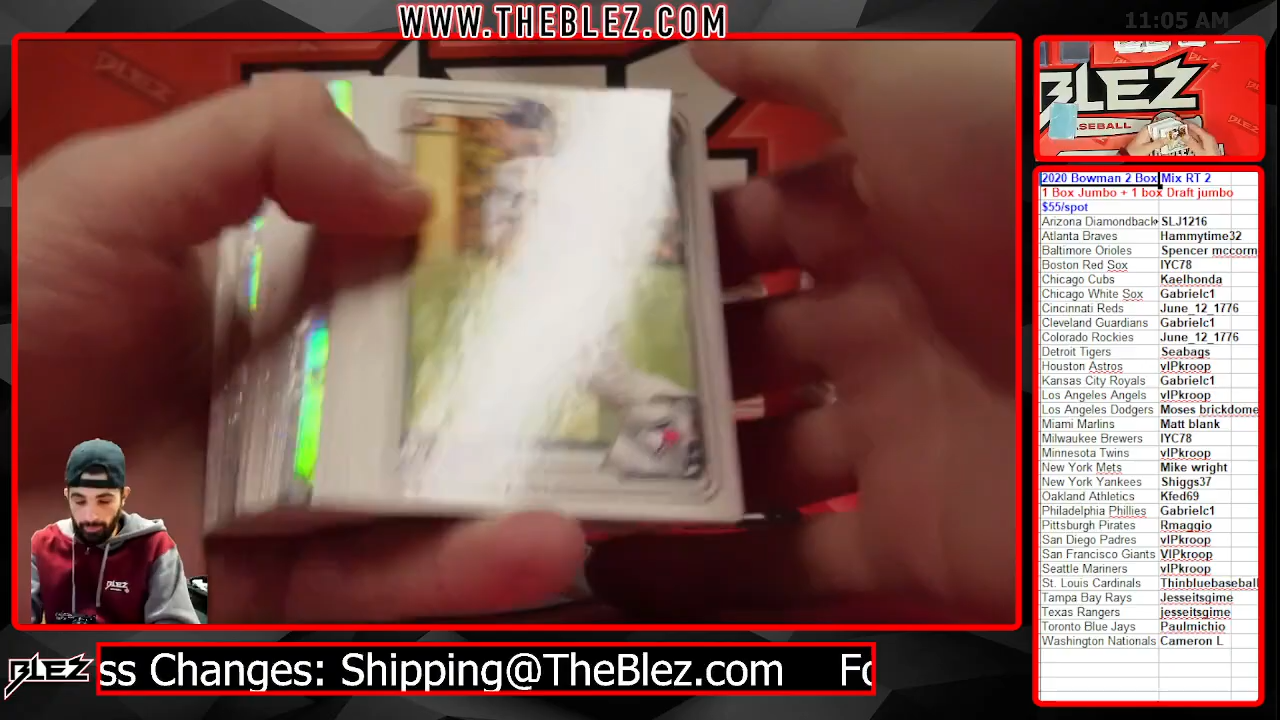 WWW.THEBLEZ.COM
11:05 AM
BLEZ
BASEBALL
2020 Bowman 2 Box Mix RT 2
1 Box Jumbo + 1 box Draft jumbo
$55/spot
Arizona Diamondback SLJ1216
Atlanta Braves Hammytime32
Baltimore Orioles Spencer mccorm
Boston Red Sox IYC78
Chicago Cubs Kaelhonda
Chicago White Sox Gabrielc1
Cincinnati Reds June_12_1776
Cleveland Guardians Gabrielc1
Colorado Rockies June_12_1776
Detroit Tigers Seabags
Houston Astros vIPkroop
Kansas City Royals Gabrielc1
Los Angeles Angels vIPkroop
Los Angeles Dodgers Moses brickdome
Miami Marlins Matt blank
Milwaukee Brewers IYC78
Minnesota Twins vIPkroop
New York Mets Mike wright
New York Yankees Shiggs37
Oakland Athletics Kfed69
Philadelphia Phillies Gabrielc1
Pittsburgh Pirates Rmaggio
San Diego Padres vIPkroop
San Francisco Giants VIPkroop
Seattle Mariners vIPkroop
St. Louis Cardinals Thinbluebaseball
Tampa Bay Rays Jesseitsgime
Texas Rangers jesseitsgime
Toronto Blue Jays Paulmichio
Washington Nationals Cameron L
BLEZ
BLEZ ss Changes: Shipping@TheBlez.com Fo